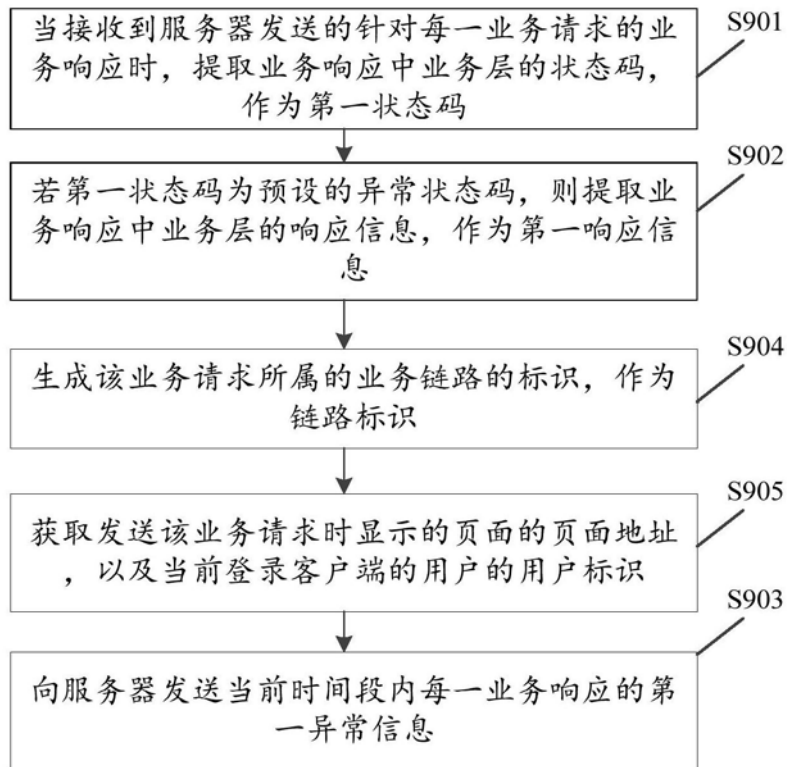 当接收到服务器发送的针对每一业务请求的业
务响应时，提取业务响应中业务层的状态码，
作为第一状态码
S901
若第一状态码为预设的异常状态码，则提取业
务响应中业务层的响应信息，作为第一响应信
息
S902
生成该业务请求所属的业务链路的标识，作为
链路标识
S904
获取发送该业务请求时显示的页面的页面地址
，以及当前登录客户端的用户的用户标识
S905
向服务器发送当前时间段内每一业务响应的第
一异常信息
S903